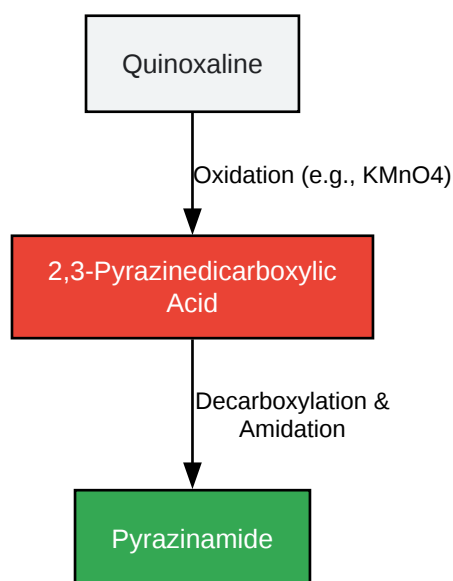 Quinoxaline
Oxidation (e.g., KMnO4)
2,3-Pyrazinedicarboxylic
Acid
Decarboxylation &
Amidation
Pyrazinamide